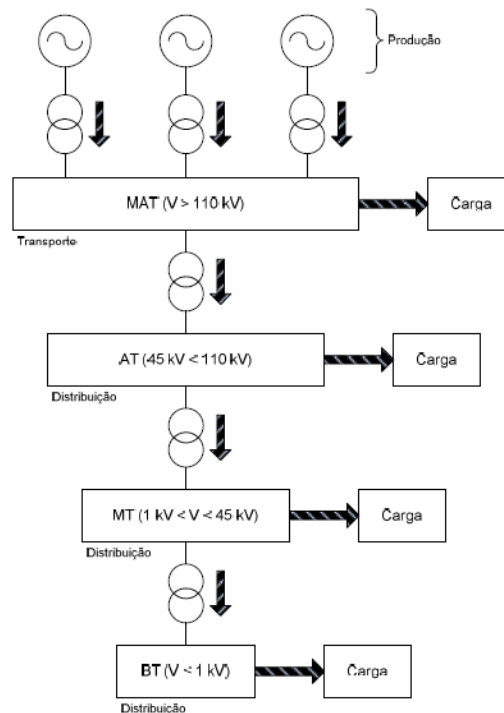 Produção
MAT (V > 110 kV)
Carga
Transporte
AT (45 kV < 110 kV)
Carga
Distribuição
MT (1 kV < V < 45 kV)
Carga
Distribuição
BT (V < 1 kV)
Carga
Distribuição